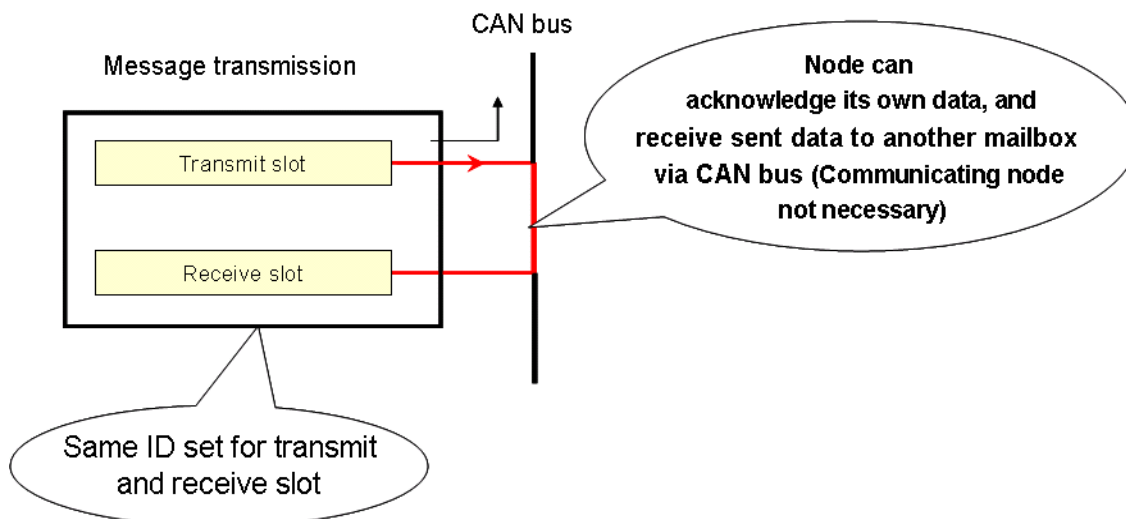 CAN bus
Message transmission
Transmit slot
Receive slot
Node can
acknowledge its own data, and
receive sent data to another mailbox
via CAN bus (Communicating node
not necessary)
Same ID set for transmit
and receive slot